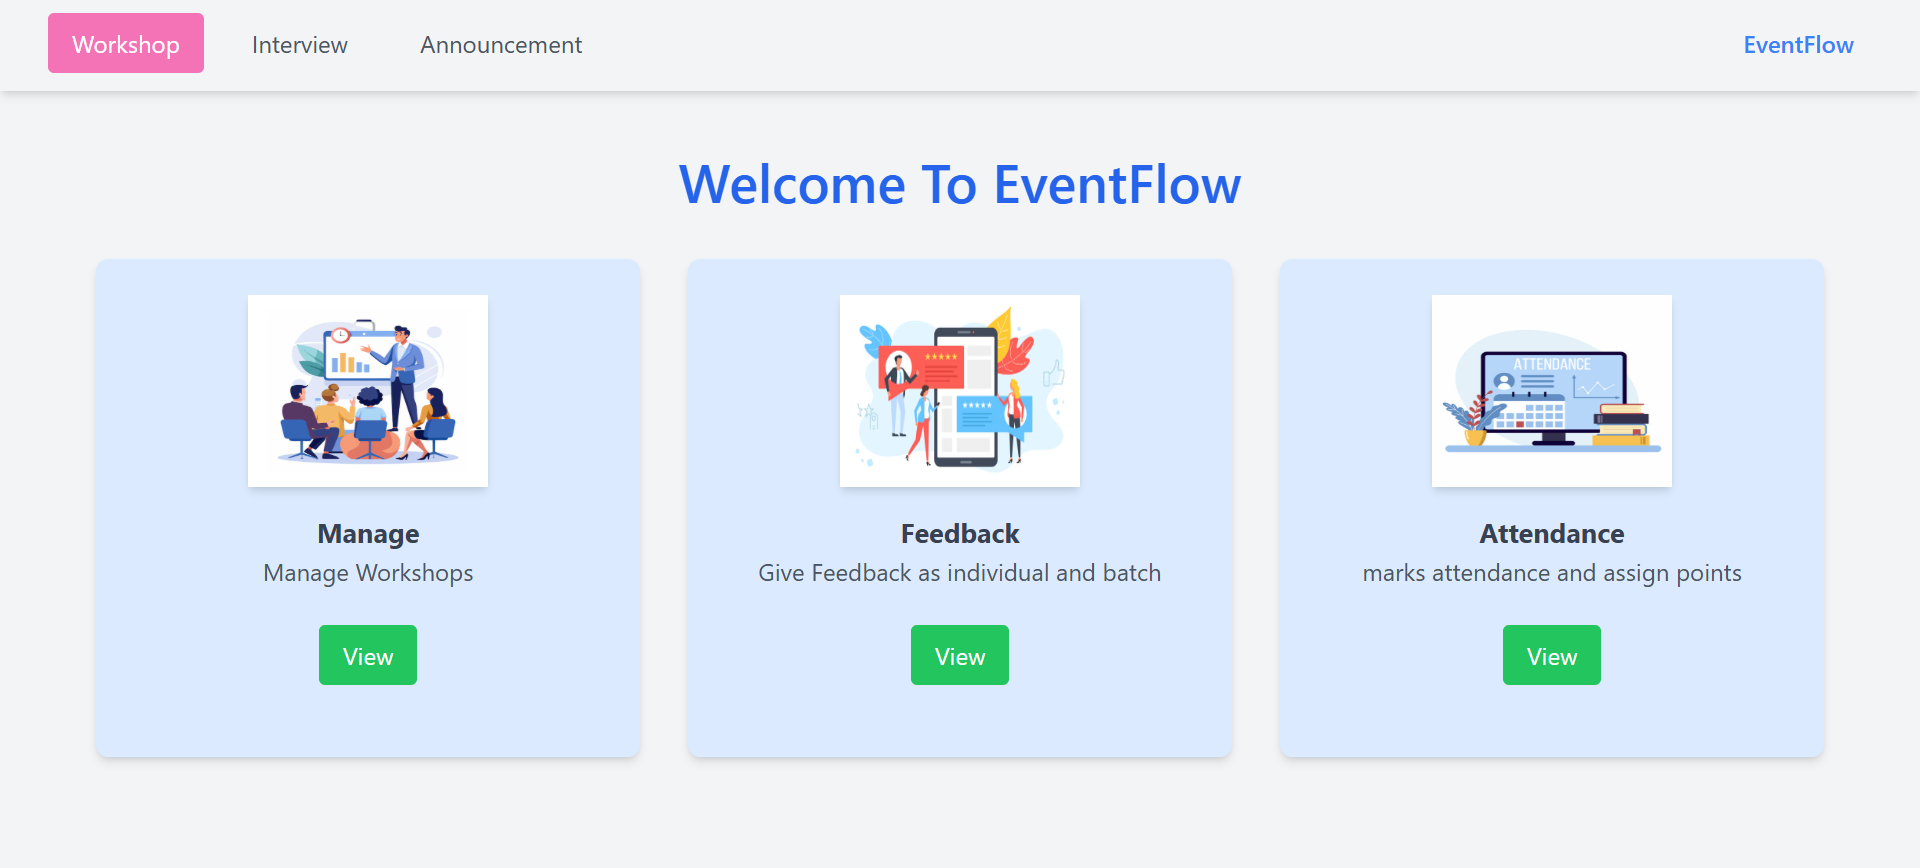 Workshop
Interview
Announcement
EventFlow
Welcome To EventFlow
ATTENDANCE
Manage
Manage Workshops
View
Feedback
Give Feedback as individual and batch
View
Attendance
marks attendance and assign points
View